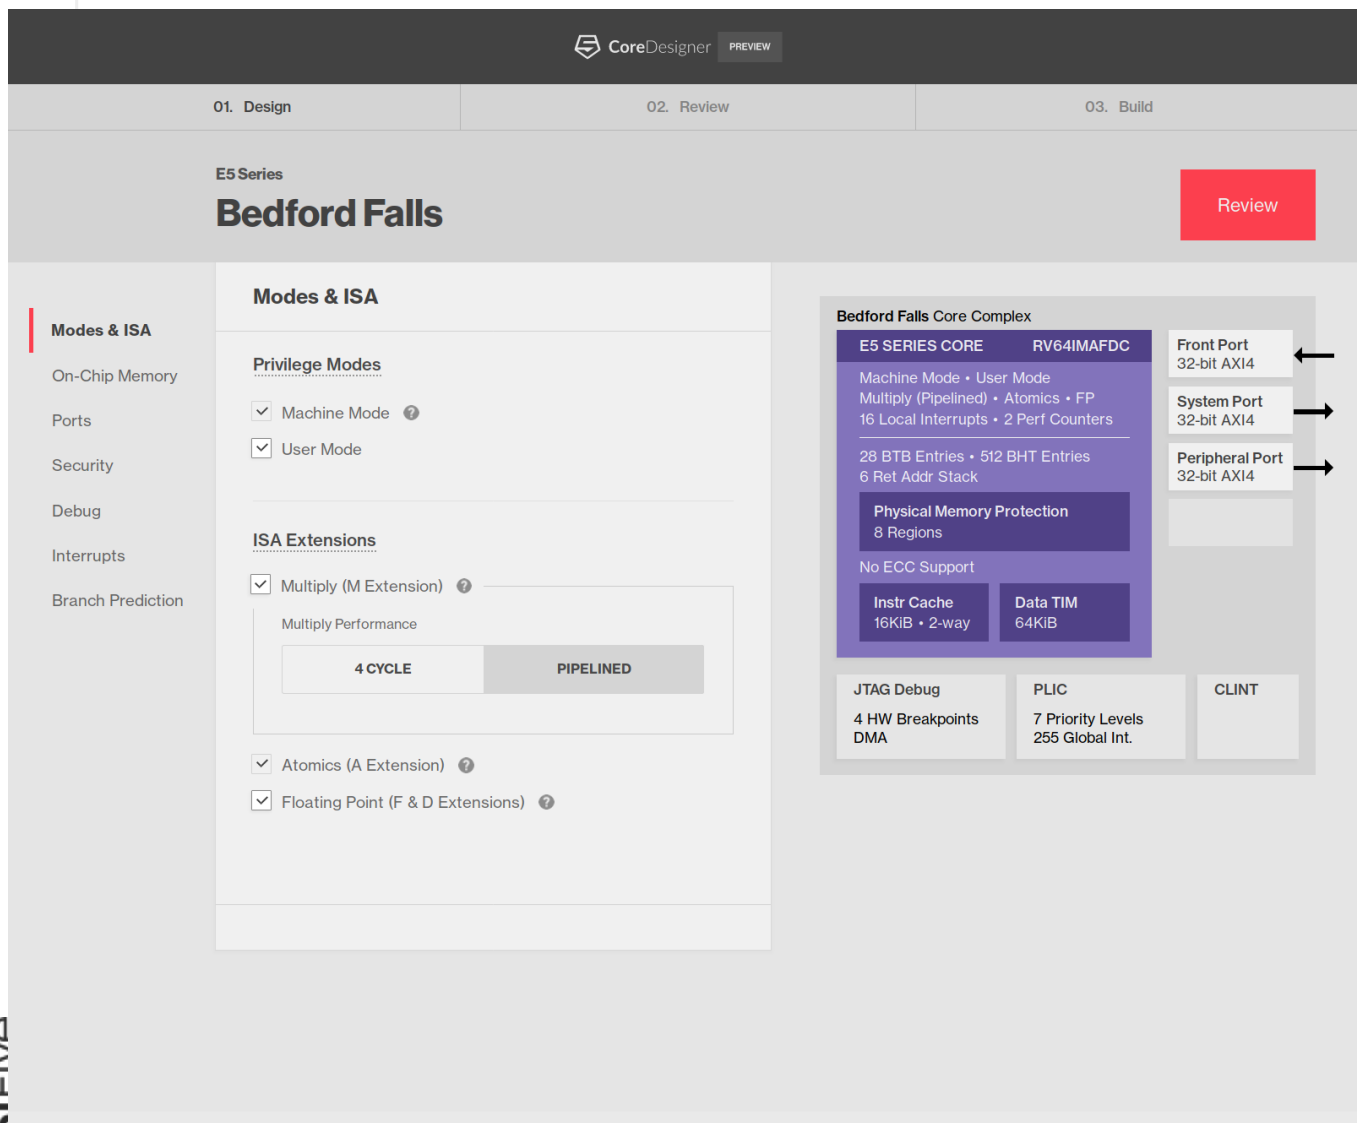 CoreDesigner PREVIEW
01. Design
02. Review
03. Build
E5 Series
Bedford Falls
Review
Modes & ISA
On-Chip Memory
Ports
Security
Debug
Interrupts
Branch Prediction
Modes & ISA
Privilege Modes
Machine Mode ?
User Mode
ISA Extensions
Multiply (M Extension) ?
Multiply Performance
4 CYCLE
PIPELINED
Atomics (A Extension) ?
Floating Point (F & D Extensions) ?
Bedford Falls Core Complex
E5 SERIES CORE RV64IMAFDC
Machine Mode • User Mode
Multiply (Pipelined) • Atomics • FP
16 Local Interrupts • 2 Perf Counters
28 BTB Entries • 512 BHT Entries
6 Ret Addr Stack
Physical Memory Protection
8 Regions
No ECC Support
Instr Cache
16KiB • 2-way
Data TIM
64KiB
Front Port
32-bit AXI4
System Port
32-bit AXI4
Peripheral Port
32-bit AXI4
JTAG Debug
4 HW Breakpoints
DMA
PLIC
7 Priority Levels
255 Global Int.
CLINT